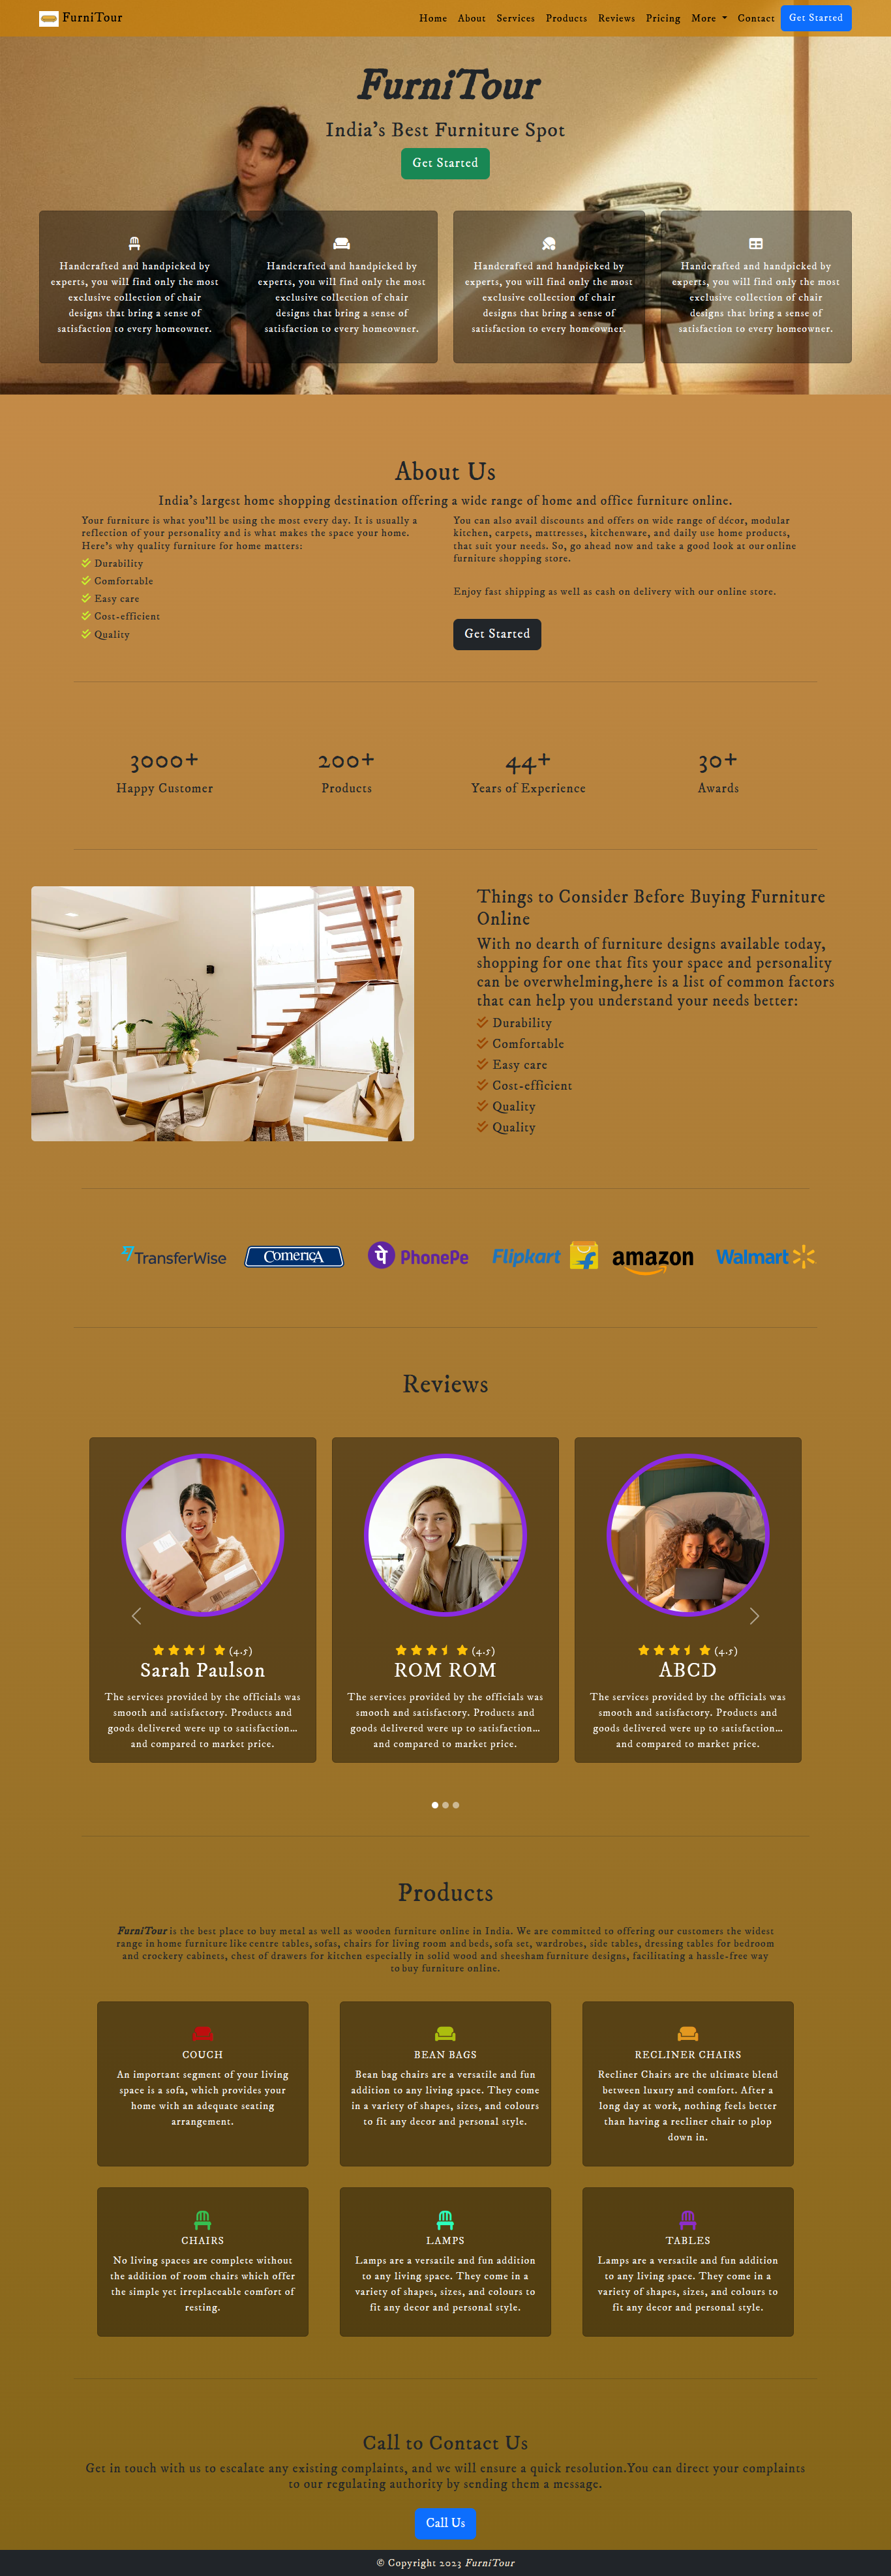 FurniTour
Home About Services Products Reviews Pricing More Contact Get Started
FurniTour
India's Best Furniture Spot
Get Started
Handcrafted and handpicked by
experts, you will find only the most
exclusive collection of chair
designs that bring a sense of
satisfaction to every homeowner.
Handcrafted and handpicked by
experts, you will find only the most
exclusive collection of chair
designs that bring a sense of
satisfaction to every homeowner.
Handcrafted and handpicked by
experts, you will find only the most
exclusive collection of chair
designs that bring a sense of
satisfaction to every homeowner.
Handcrafted and handpicked by
experts, you will find only the most
exclusive collection of chair
designs that bring a sense of
satisfaction to every homeowner.
About Us
India's largest home shopping destination offering a wide range of home and office furniture online.
Your furniture is what you'll be using the most every day. It is usually a
reflection of your personality and is what makes the space your home.
Here's why quality furniture for home matters:
Durability
Comfortable
Easy care
Cost-efficient
Quality
You can also avail discounts and offers on wide range of décor, modular
kitchen, carpets, mattresses, kitchenware, and daily use home products,
that suit your needs. So, go ahead now and take a good look at our online
furniture shopping store.
Enjoy fast shipping as well as cash on delivery with our online store.
Get Started
3000+
Happy Customer
200+
Products
44+
Years of Experience
30+
Awards
Things to Consider Before Buying Furniture
Online
With no dearth of furniture designs available today,
shopping for one that fits your space and personality
can be overwhelming,here is a list of common factors
that can help you understand your needs better:
Durability
Comfortable
Easy care
Cost-efficient
Quality
Quality
TransferWise
Comerica
पे PhonePe
Flipkart
amazon
Walmart
Reviews
(4.5)
Sarah Paulson
The services provided by the officials was
smooth and satisfactory. Products and
goods delivered were up to satisfaction...
and compared to market price.
(4.5)
ROM ROM
The services provided by the officials was
smooth and satisfactory. Products and
goods delivered were up to satisfaction...
and compared to market price.
(4.5)
ABCD
The services provided by the officials was
smooth and satisfactory. Products and
goods delivered were up to satisfaction...
and compared to market price.
Products
FurniTour is the best place to buy metal as well as wooden furniture online in India. We are committed to offering our customers the widest
range in home furniture like centre tables, sofas, chairs for living room and beds, sofa set, wardrobes, side tables, dressing tables for bedroom
and crockery cabinets, chest of drawers for kitchen especially in solid wood and sheesham furniture designs, facilitating a hassle-free way
to buy furniture online.
COUCH
An important segment of your living
space is a sofa, which provides your
home with an adequate seating
arrangement.
BEAN BAGS
Bean bag chairs are a versatile and fun
addition to any living space. They come
in a variety of shapes, sizes, and colours
to fit any decor and personal style.
RECLINER CHAIRS
Recliner Chairs are the ultimate blend
between luxury and comfort. After a
long day at work, nothing feels better
than having a recliner chair to plop
down in.
CHAIRS
No living spaces are complete without
the addition of room chairs which offer
the simple yet irreplaceable comfort of
resting.
LAMPS
Lamps are a versatile and fun addition
to any living space. They come in a
variety of shapes, sizes, and colours to
fit any decor and personal style.
TABLES
Lamps are a versatile and fun addition
to any living space. They come in a
variety of shapes, sizes, and colours to
fit any decor and personal style.
Call to Contact Us
Get in touch with us to escalate any existing complaints, and we will ensure a quick resolution.You can direct your complaints
to our regulating authority by sending them a message.
Call Us
© Copyright 2023 FurniTour